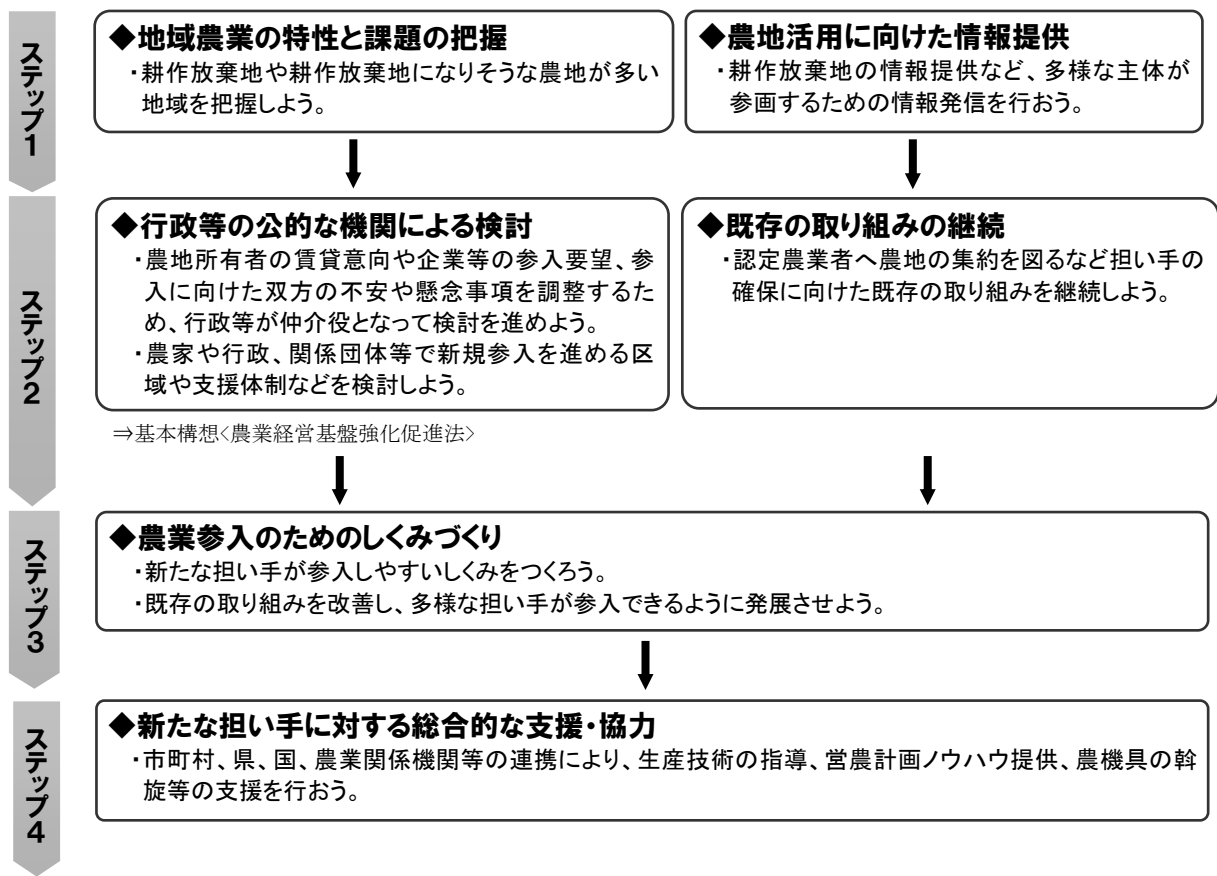 ステップ1
◆地域農業の特性と課題の把握
・耕作放棄地や耕作放棄地になりそうな農地が多い
地域を把握しよう。
◆農地活用に向けた情報提供
・耕作放棄地の情報提供など、多様な主体が
参画するための情報発信を行おう。
ステップ2
◆行政等の公的な機関による検討
・農地所有者の賃貸意向や企業等の参入要望、参
入に向けた双方の不安や懸念事項を調整するた
め、行政等が仲介役となって検討を進めよう。
・農家や行政、関係団体等で新規参入を進める区
域や支援体制などを検討しよう。
⇒基本構想<農業経営基盤強化促進法>
◆既存の取り組みの継続
・認定農業者へ農地の集約を図るなど担い手の
確保に向けた既存の取り組みを継続しよう。
ステップ3
◆農業参入のためのしくみづくり
・新たな担い手が参入しやすいしくみをつくろう。
・既存の取り組みを改善し、多様な担い手が参入できるように発展させよう。
ステップ4
◆新たな担い手に対する総合的な支援・協力
・市町村、県、国、農業関係機関等の連携により、生産技術の指導、営農計画ノウハウ提供、農機具の斡
旋等の支援を行おう。